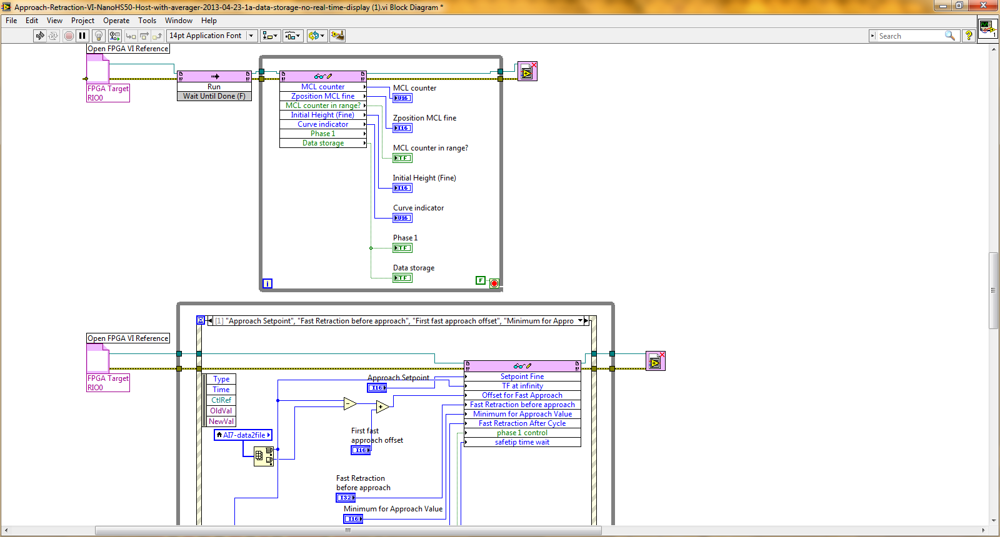 Approach-Retraction-VI-NanoHS50-Host-with-averager-2013-04-23-1a-data-storage-no-real-time-display (1).vi Block Diagram *
File Edit View Project Operate Tools Window Help
14pt Application Font
Search
1
Open FPGA VI Reference
FPGA Target
RIO0
Run
Wait Until Done (F)
MCL counter
Zposition MCL fine
MCL counter in range?
Initial Height (Fine)
Curve indicator
Phase 1
Data storage
MCL counter
U16
Zposition MCL fine
I16
MCL counter in range?
TF
Initial Height (Fine)
I16
Curve indicator
U16
Phase 1
TF
Data storage
TF
i
F
[1] "Approach Setpoint", "Fast Retraction before approach", "First fast approach offset", "Minimum for Appro
Open FPGA VI Reference
FPGA Target
RIO0
Type
Time
CtlRef
OldVal
NewVal
AI7-data2file
Approach Setpoint
I16
First fast
approach offset
I16
Fast Retraction
before approach
I32
Minimum for Approach Value
I16
Setpoint Fine
TF at infinity
Offset for Fast Approach
Fast Retraction before approach
Minimum for Approach Value
Fast Retraction After Cycle
phase 1 control
safetip time wait